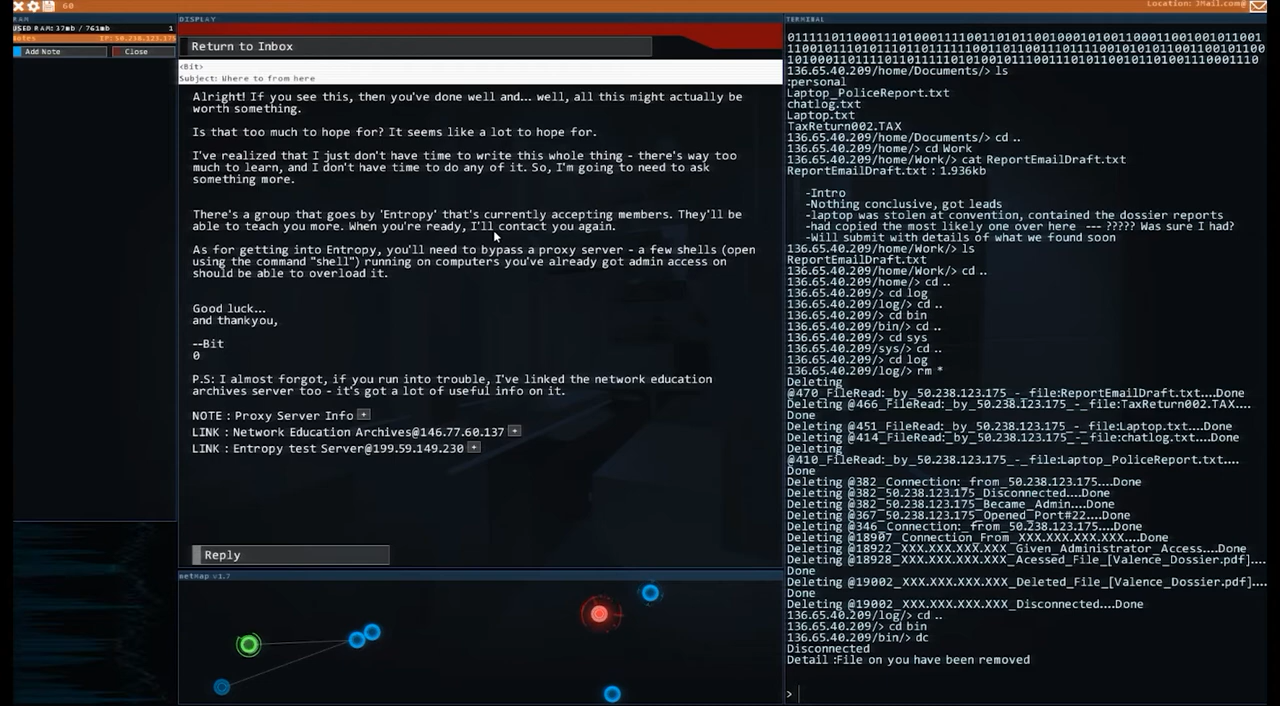 60
Location: JMail.com@
RAM
USED RAM: 37mb / 761mb
1
Notes
IP: 50.238.123.175
Add Note
Close
DISPLAY
Return to Inbox
<Bit>
Subject: Where to from here
Alright! If you see this, then you've done well and... well, all this might actually be
worth something.
Is that too much to hope for? It seems like a lot to hope for.
I've realized that I just don't have time to write this whole thing - there's way too
much to learn, and I don't have time to do any of it. So, I'm going to need to ask
something more.
There's a group that goes by 'Entropy' that's currently accepting members. They'll be
able to teach you more. When you're ready, I'll contact you again.
As for getting into Entropy, you'll need to bypass a proxy server - a few shells (open
using the command "shell") running on computers you've already got admin access on
should be able to overload it.
Good luck...
and thankyou,
--Bit
0
P.S: I almost forgot, if you run into trouble, I've linked the network education
archives server too - it's got a lot of useful info on it.
NOTE : Proxy Server Info +
LINK : Network Education Archives@146.77.60.137 +
LINK : Entropy test Server@199.59.149.230 +
Reply
netMap v1.7
TERMINAL
136.65.40.209/home/Documents/> ls
:personal
Laptop_PoliceReport.txt
chatlog.txt
Laptop.txt
TaxReturn002.TAX
136.65.40.209/home/Documents/> cd ..
136.65.40.209/home/> cd Work
136.65.40.209/home/Work/> cat ReportEmailDraft.txt
ReportEmailDraft.txt : 1.936kb
-Intro
-Nothing conclusive, got leads
-laptop was stolen at convention, contained the dossier reports
-had copied the most likely one over here --- ????? Was sure I had?
-Will submit with details of what we found soon
136.65.40.209/home/Work/> ls
ReportEmailDraft.txt
136.65.40.209/home/Work/> cd ..
136.65.40.209/home/> cd ..
136.65.40.209/> cd log
136.65.40.209/log/> cd ..
136.65.40.209/> cd bin
136.65.40.209/bin/> cd ..
136.65.40.209/> cd sys
136.65.40.209/sys/> cd ..
136.65.40.209/> cd log
136.65.40.209/log/> rm *
Deleting
@470_FileRead:_by_50.238.123.175_-_file:ReportEmailDraft.txt...Done
Deleting @466_FileRead:_by_50.238.123.175_-_file:TaxReturn002.TAX....
Done
Deleting @451_FileRead:_by_50.238.123.175_-_file:Laptop.txt....Done
Deleting @414_FileRead:_by_50.238.123.175_-_file:chatlog.txt....Done
Deleting
@410_FileRead:_by_50.238.123.175_-_file:Laptop_PoliceReport.txt....
Done
Deleting @382_Connection:_from_50.238.123.175....Done
Deleting @382_50.238.123.175_Disconnected....Done
Deleting @382_50.238.123.175_Became_Admin....Done
Deleting @367_50.238.123.175_Opened_Port#22....Done
Deleting @346_Connection:_from_50.238.123.175....Done
Deleting @18907_Connection_From_XXX.XXX.XXX.XXX....Done
Deleting @18922_XXX.XXX.XXX.XXX_Given_Administrator_Access....Done
Deleting @18928_XXX.XXX.XXX.XXX_Acessed_File_[Valence_Dossier.pdf]....
Done
Deleting @19002_XXX.XXX.XXX.XXX_Deleted_File_[Valence_Dossier.pdf]....
Done
Deleting @19002_XXX.XXX.XXX.XXX_Disconnected....Done
136.65.40.209/log/> cd ..
136.65.40.209/> cd bin
136.65.40.209/bin/> dc
Disconnected
Detail :File on you have been removed
>